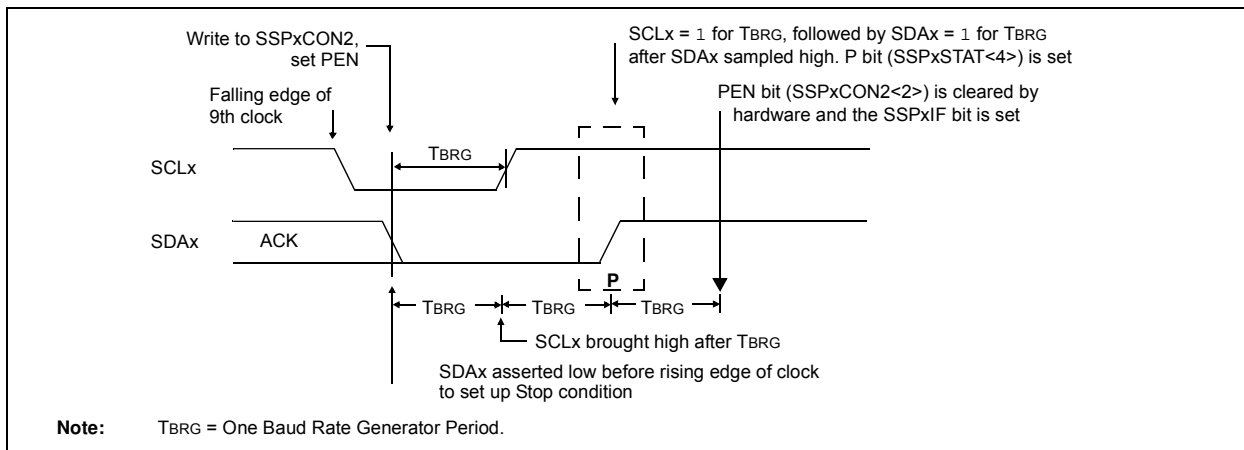 Write to SSPxCON2,
set PEN
SCLx = 1 for TBRG, followed by SDAx = 1 for TBRG
after SDAx sampled high. P bit (SSPxSTAT<4>) is set
Falling edge of
9th clock
PEN bit (SSPxCON2<2>) is cleared by
hardware and the SSPxIF bit is set
TBRG
SCLx
SDAx
ACK
P
TBRG
TBRG
TBRG
SCLx brought high after TBRG
SDAx asserted low before rising edge of clock
to set up Stop condition
Note: TBRG = One Baud Rate Generator Period.